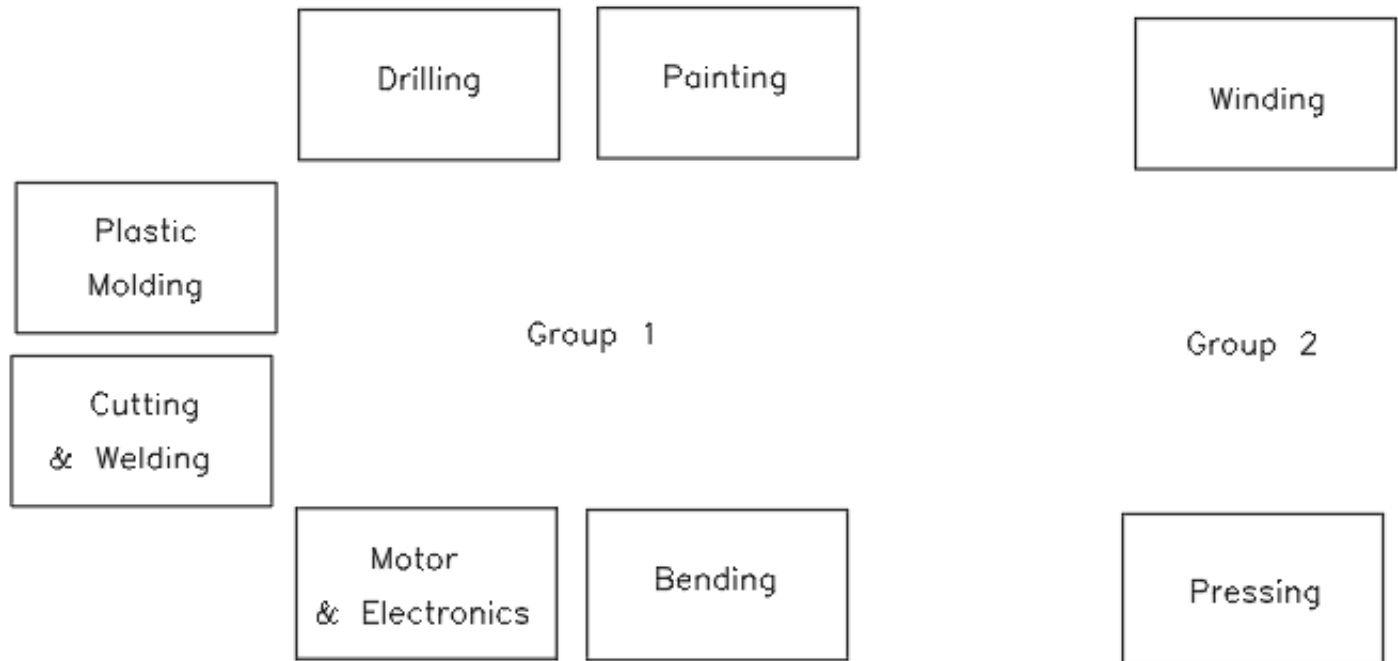 Drilling
Painting
Winding
Plastic
Molding
Group 1
Group 2
Cutting
& Welding
Motor
& Electronics
Bending
Pressing